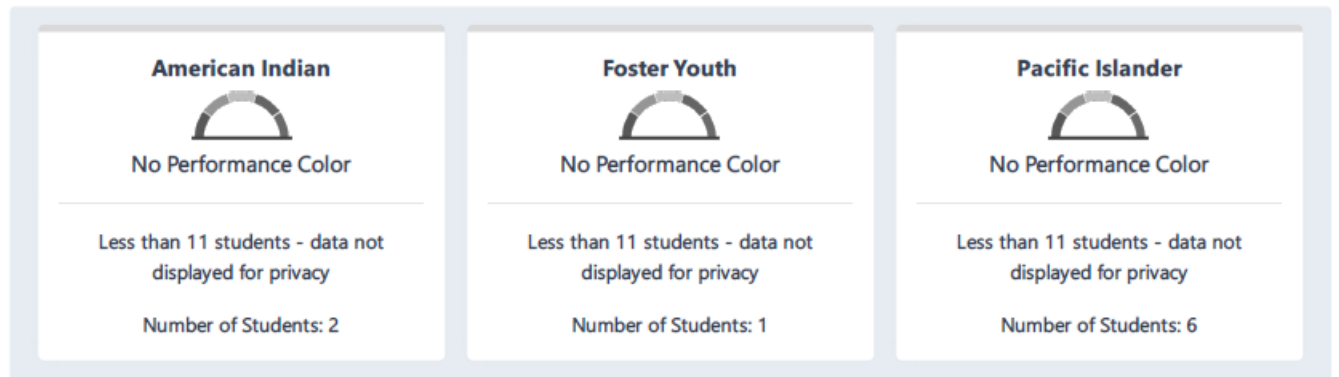 American Indian
No Performance Color
Less than 11 students - data not
displayed for privacy
Number of Students: 2
Foster Youth
No Performance Color
Less than 11 students - data not
displayed for privacy
Number of Students: 1
Pacific Islander
No Performance Color
Less than 11 students - data not
displayed for privacy
Number of Students: 6